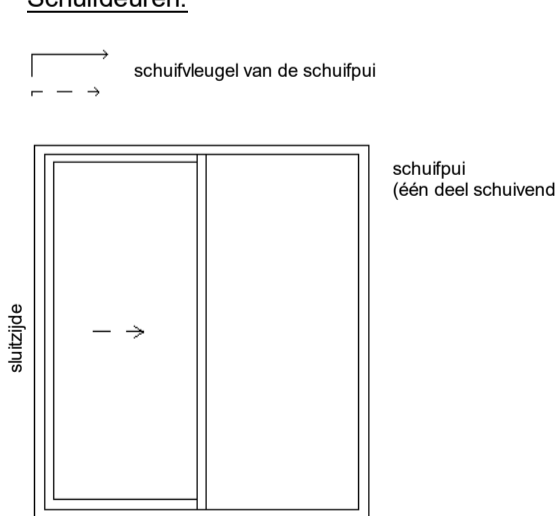 Schuifdeuren:
schuifvleugel van de schuifpui
schuifpui
(één deel schuivend
sluitzijde